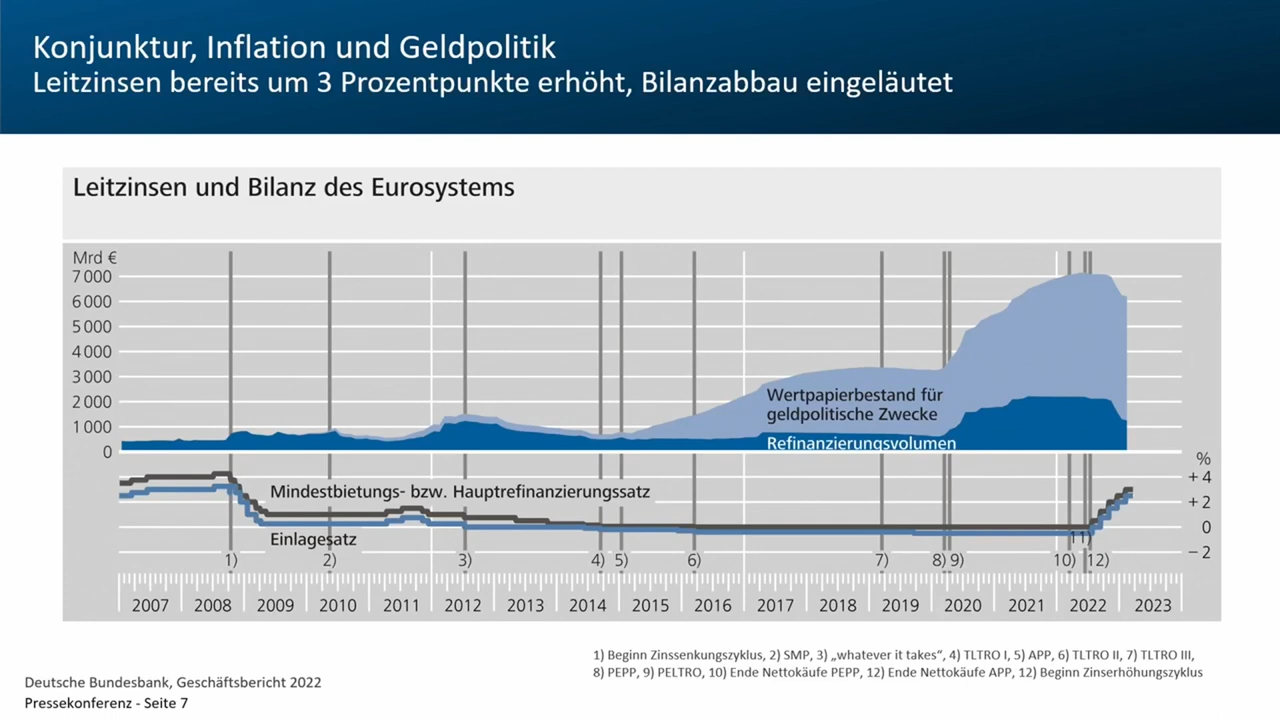 Konjunktur, Inflation und Geldpolitik
Leitzinsen bereits um 3 Prozentpunkte erhöht, Bilanzabbau eingeläutet
Leitzinsen und Bilanz des Eurosystems
Mrd €
7 000
6 000
5 000
4 000
3 000
2 000
1 000
0
Wertpapierbestand für
geldpolitische Zwecke
Refinanzierungsvolumen
%
+ 4
+ 2
0
− 2
Mindestbietungs- bzw. Hauptrefinanzierungssatz
Einlagesatz
11)
1) 2) 3) 4) 5) 6) 7) 8) 9) 10) 12)
2007 2008 2009 2010 2011 2012 2013 2014 2015 2016 2017 2018 2019 2020 2021 2022 2023
1) Beginn Zinssenkungszyklus, 2) SMP, 3) „whatever it takes“, 4) TLTRO I, 5) APP, 6) TLTRO II, 7) TLTRO III,
8) PEPP, 9) PELTRO, 10) Ende Nettokäufe PEPP, 12) Ende Nettokäufe APP, 12) Beginn Zinserhöhungszyklus
Deutsche Bundesbank, Geschäftsbericht 2022
Pressekonferenz - Seite 7